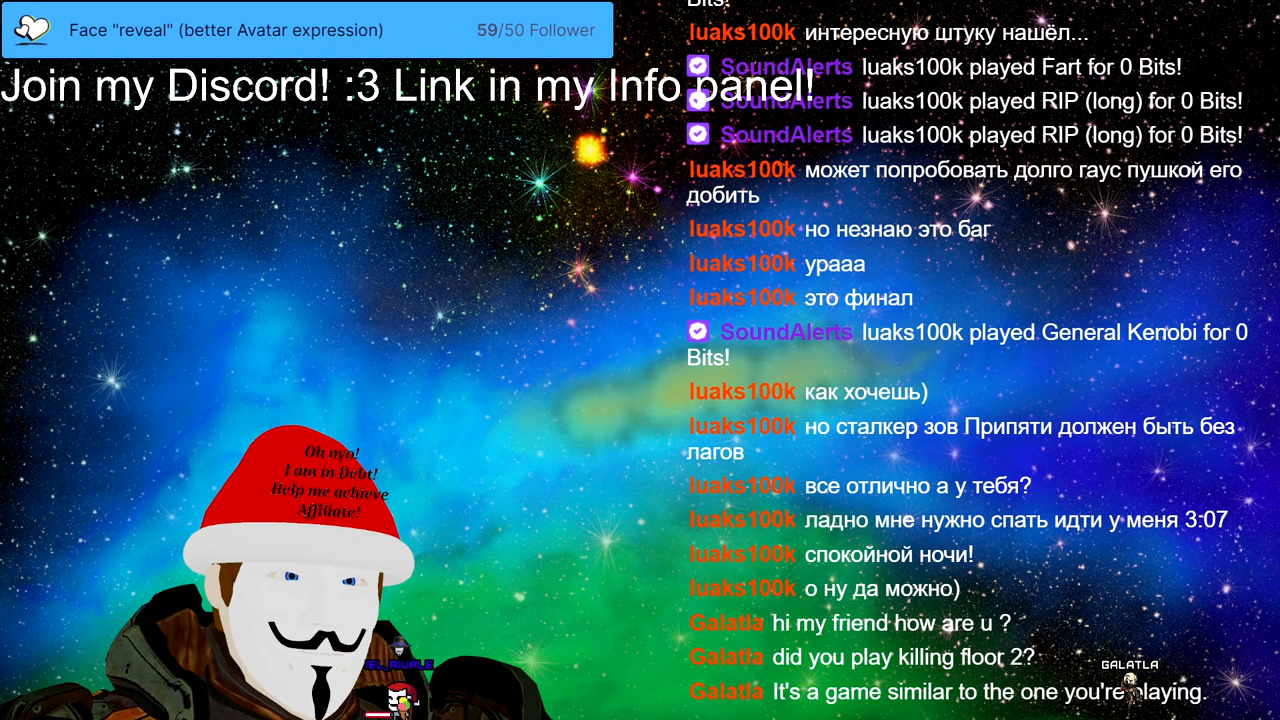 Face "reveal" (better Avatar expression) 59/50 Follower
Join my Discord! :3 Link in my Info panel!
Bits!
luaks100k интересную штуку нашёл...
SoundAlerts luaks100k played Fart for 0 Bits!
SoundAlerts luaks100k played RIP (long) for 0 Bits!
SoundAlerts luaks100k played RIP (long) for 0 Bits!
luaks100k может попробовать долго гаус пушкой его
добить
luaks100k но незнаю это баг
luaks100k урааа
luaks100k это финал
SoundAlerts luaks100k played General Kenobi for 0
Bits!
luaks100k как хочешь)
luaks100k но сталкер зов Припяти должен быть без
лагов
luaks100k все отлично а у тебя?
luaks100k ладно мне нужно спать идти у меня 3:07
luaks100k спокойной ночи!
luaks100k о ну да можно)
Galatla hi my friend how are u ?
Galatla did you play killing floor 2?
Galatla It's a game similar to the one you're playing.
Oh nyo!
I am in Debt!
Help me achieve
Affiliate!
GALATLA